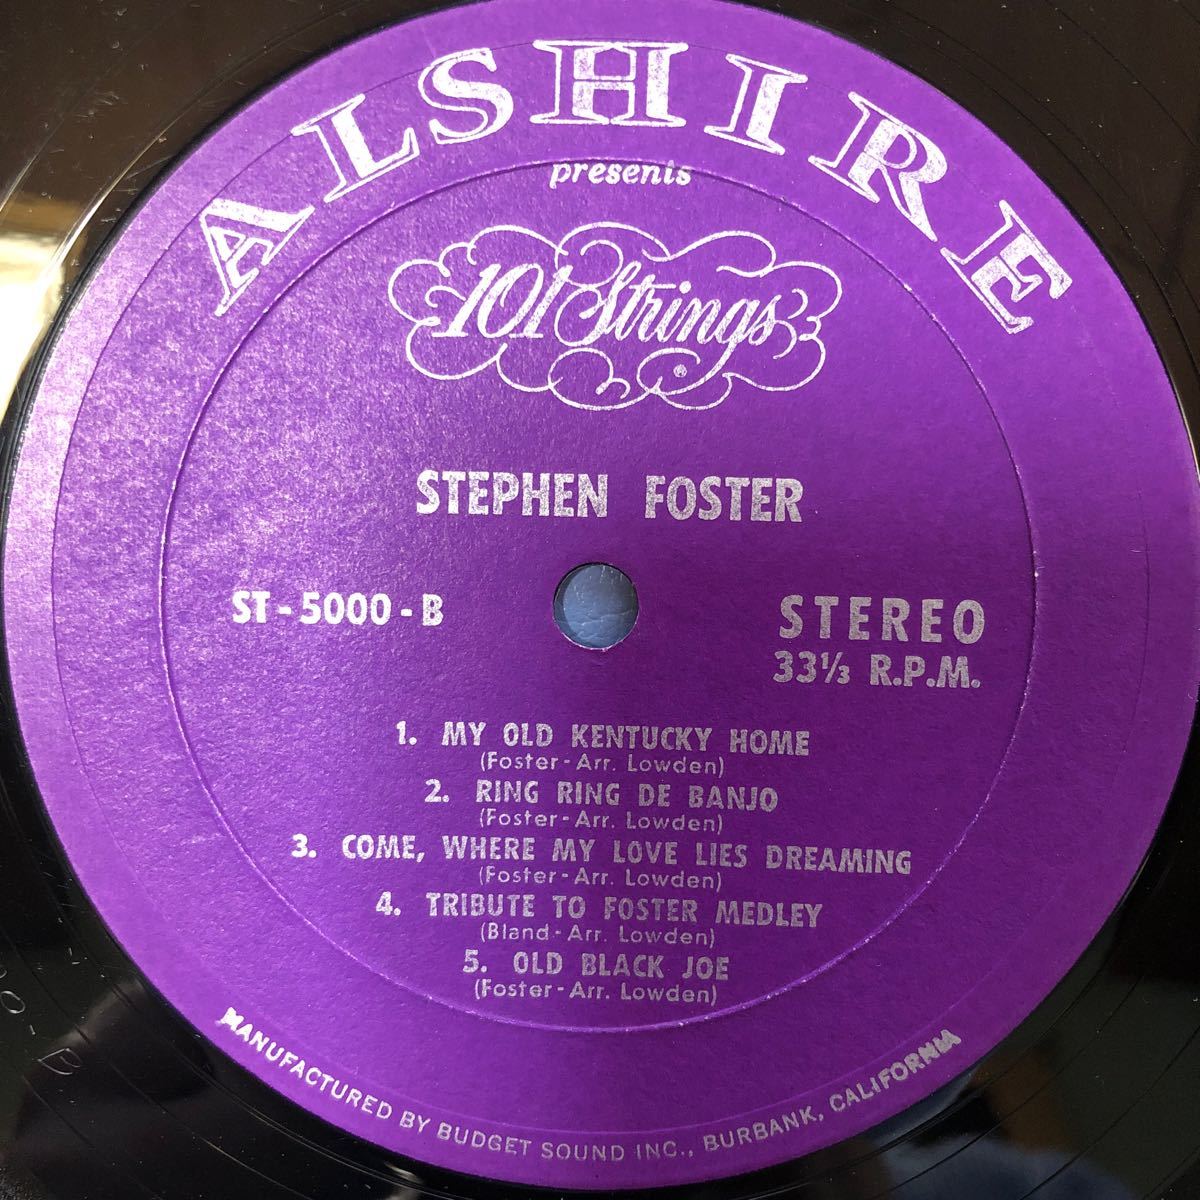 ALSHIRE
presents
101 Strings
STEPHEN FOSTER
ST-5000-B
STEREO
33⅓ R.P.M.
1. MY OLD KENTUCKY HOME
(Foster-Arr. Lowden)
2. RING RING DE BANJO
(Foster-Arr. Lowden)
3. COME, WHERE MY LOVE LIES DREAMING
(Foster-Arr. Lowden)
4. TRIBUTE TO FOSTER MEDLEY
(Bland-Arr. Lowden)
5. OLD BLACK JOE
(Foster-Arr. Lowden)
MANUFACTURED BY BUDGET SOUND INC., BURBANK, CALIFORNIA